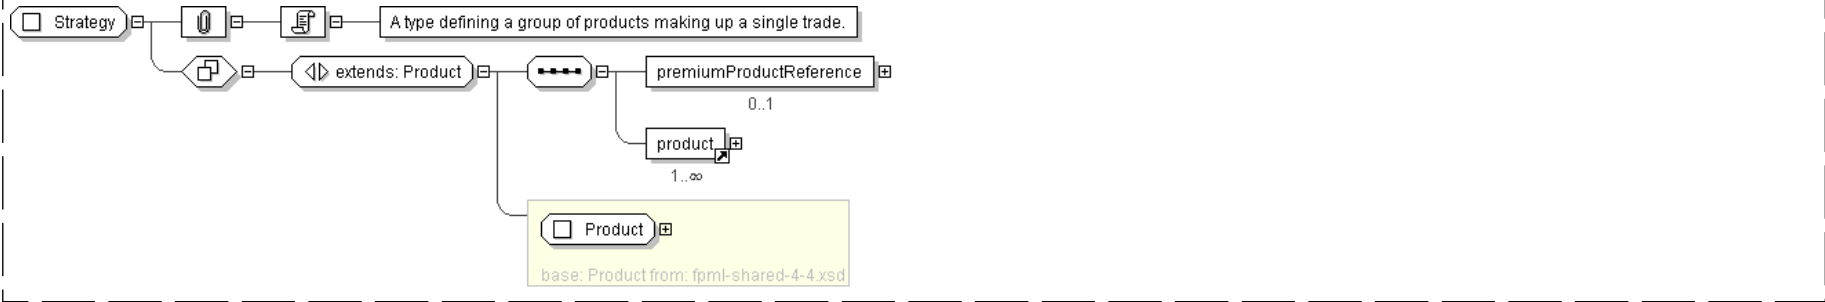 Strategy
A type defining a group of products making up a single trade.
extends: Product
premiumProductReference
0..1
product
1..∞
Product
base: Product from: fpml-shared-4-4.xsd